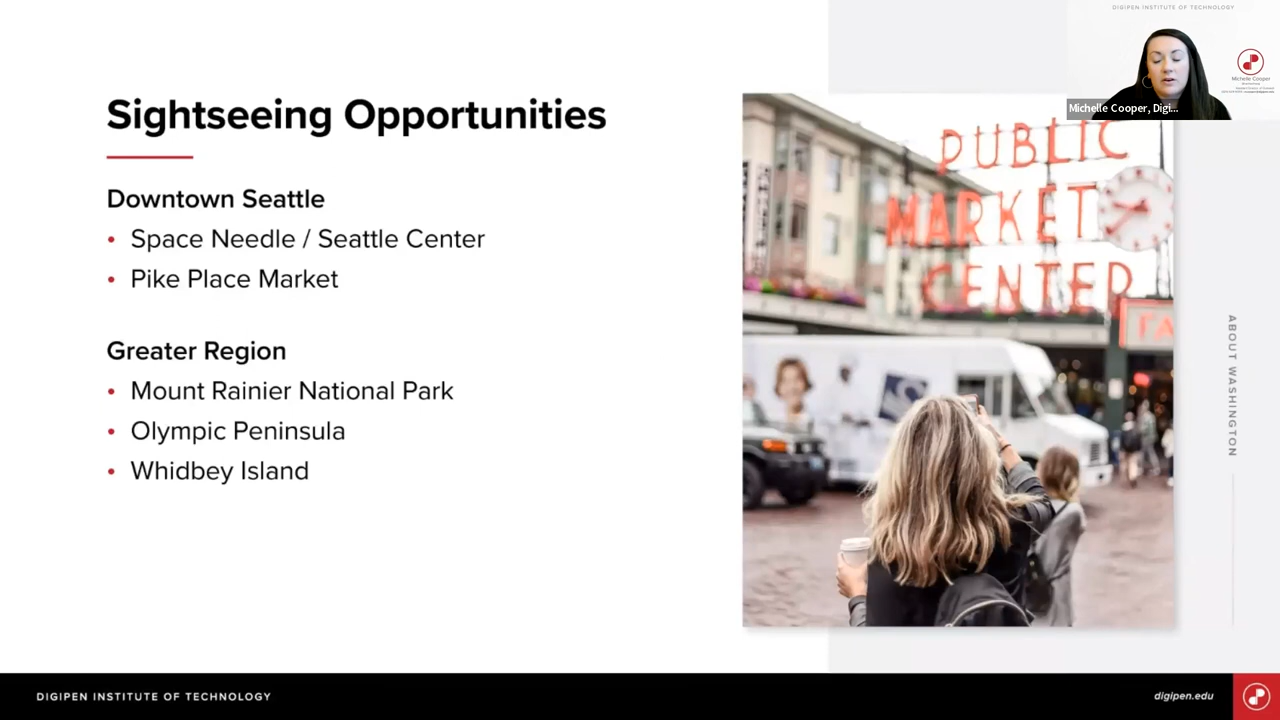 DIGIPEN INSTITUTE OF TECHNOLOGY
Michelle Cooper
Michelle Cooper, Digi...
Sightseeing Opportunities
Downtown Seattle
• Space Needle / Seattle Center
• Pike Place Market
Greater Region
• Mount Rainier National Park
• Olympic Peninsula
• Whidbey Island
PUBLIC
MARKET
CENTER
ABOUT WASHINGTON
DIGIPEN INSTITUTE OF TECHNOLOGY
digipen.edu